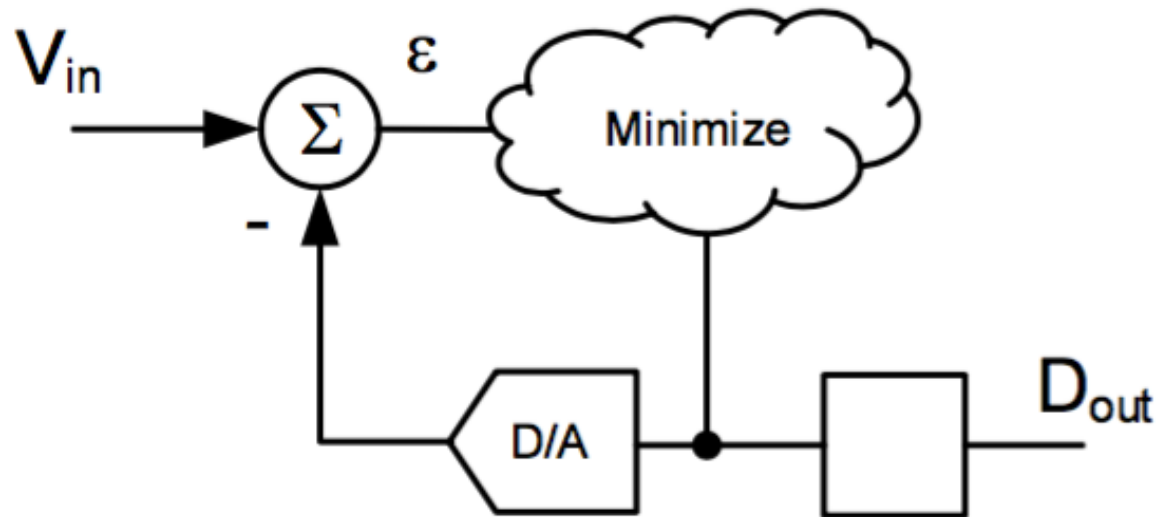 V_in
ε
Σ
Minimize
-
D/A
D_out